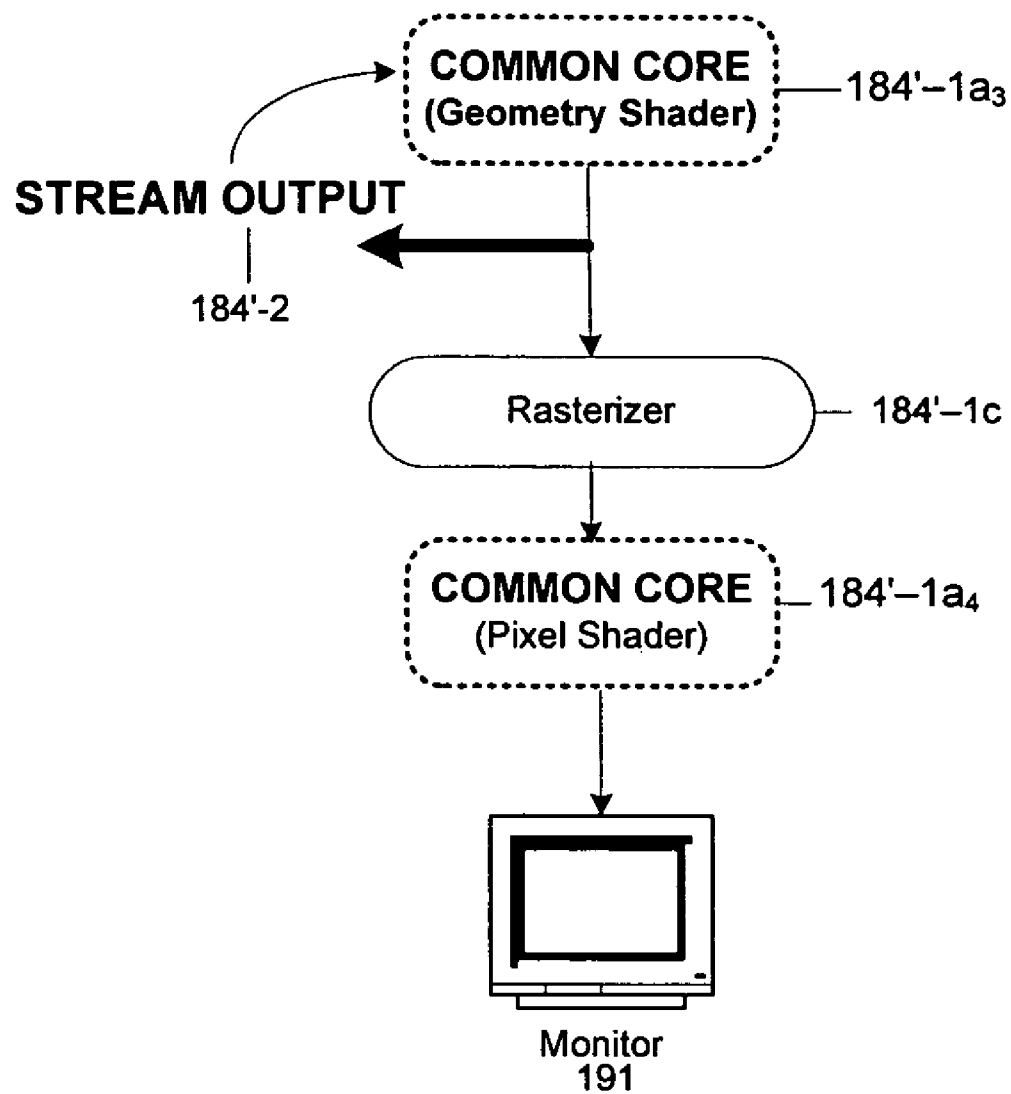 COMMON CORE
(Geometry Shader)
184'–1a₃
STREAM OUTPUT
184'-2
Rasterizer
184'–1c
COMMON CORE
(Pixel Shader)
184'–1a₄
Monitor
191